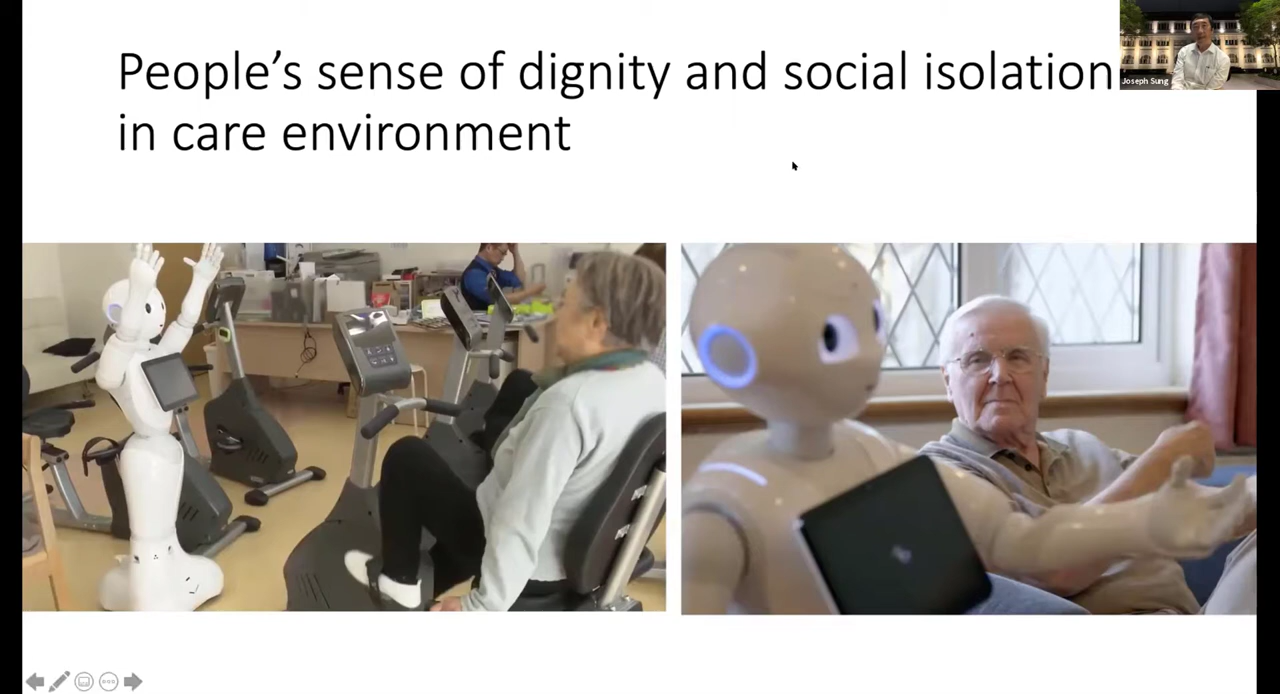 People’s sense of dignity and social isolation
in care environment
Joseph Sung